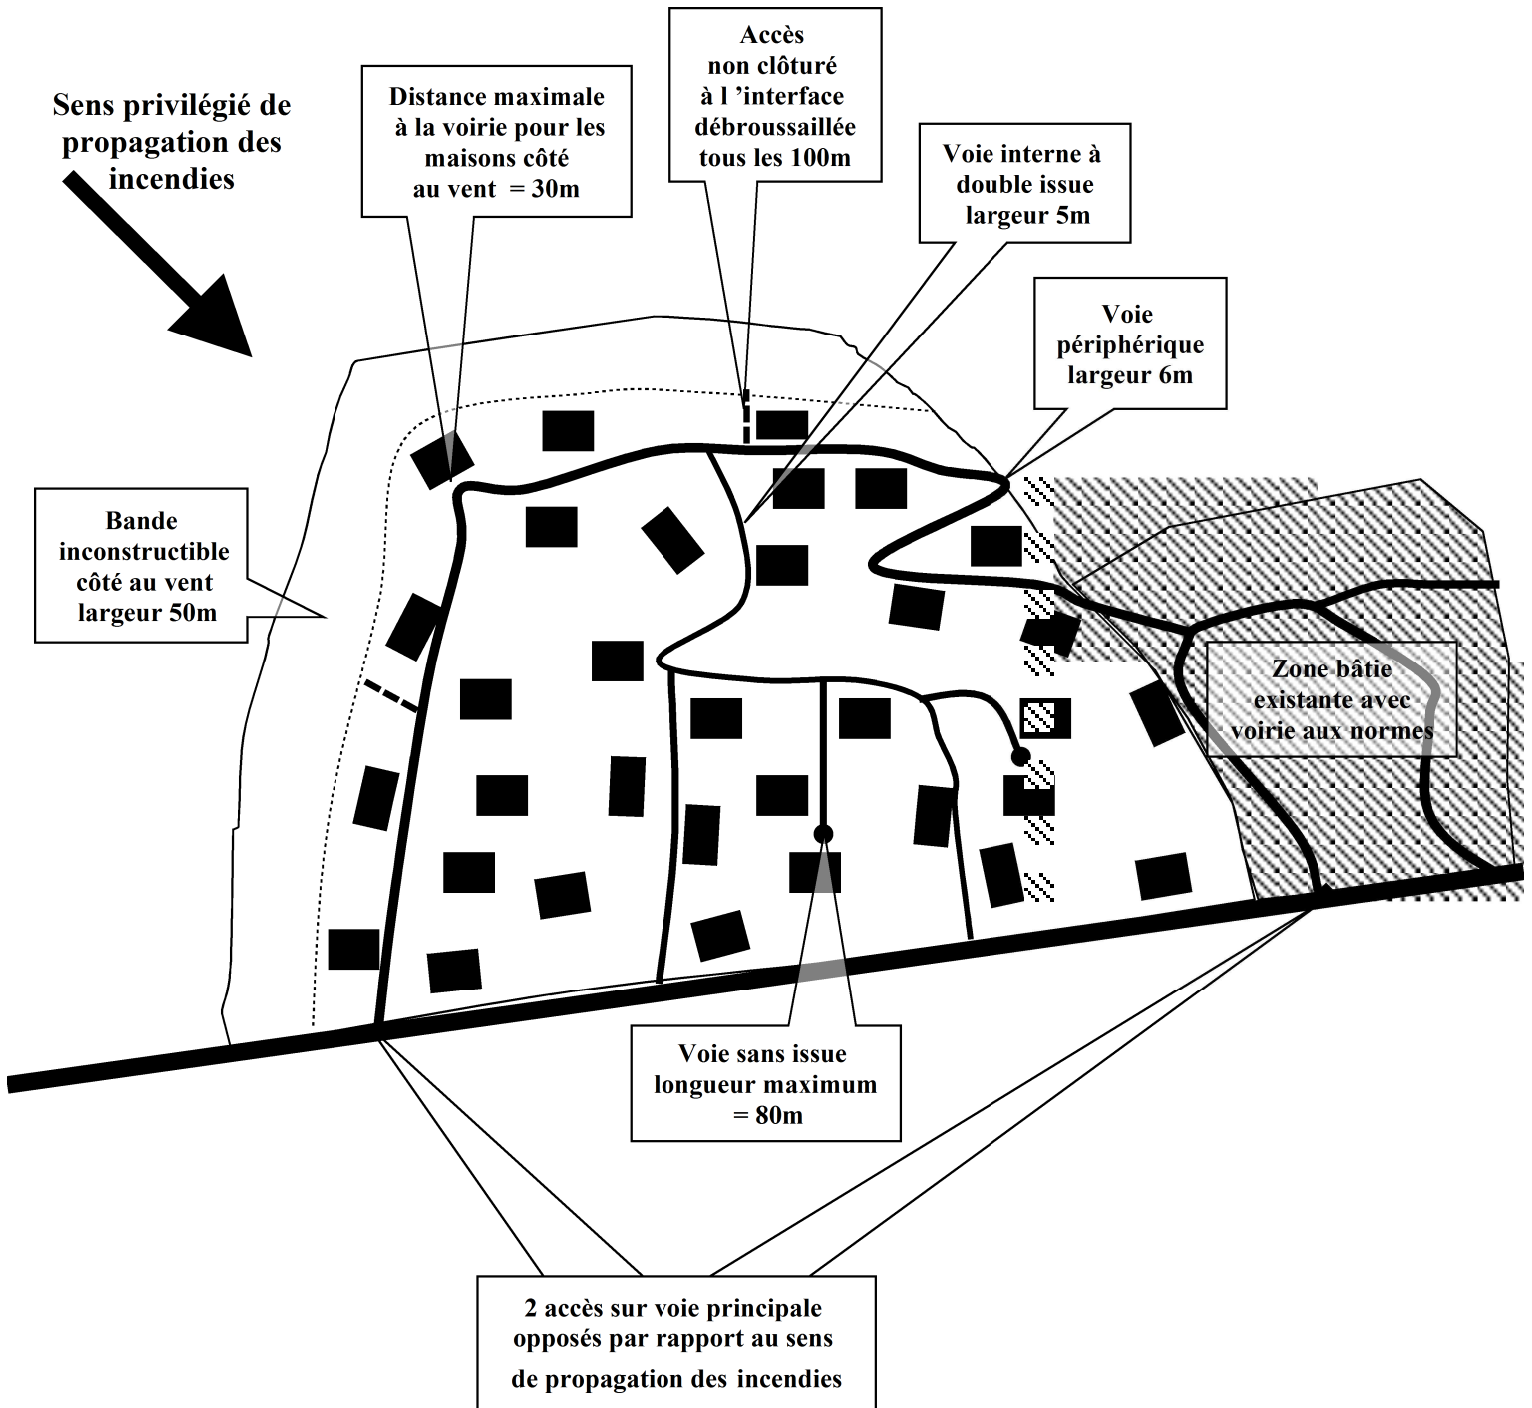 Sens privilégié de
propagation des
incendies
Distance maximale
à la voirie pour les
maisons côté
au vent = 30m
Accès
non clôturé
à l ’interface
débroussaillée
tous les 100m
Voie interne à
double issue
largeur 5m
Voie
périphérique
largeur 6m
Bande
inconstructible
côté au vent
largeur 50m
Zone bâtie
existante avec
voirie aux normes
Voie sans issue
longueur maximum
= 80m
2 accès sur voie principale
opposés par rapport au sens
de propagation des incendies